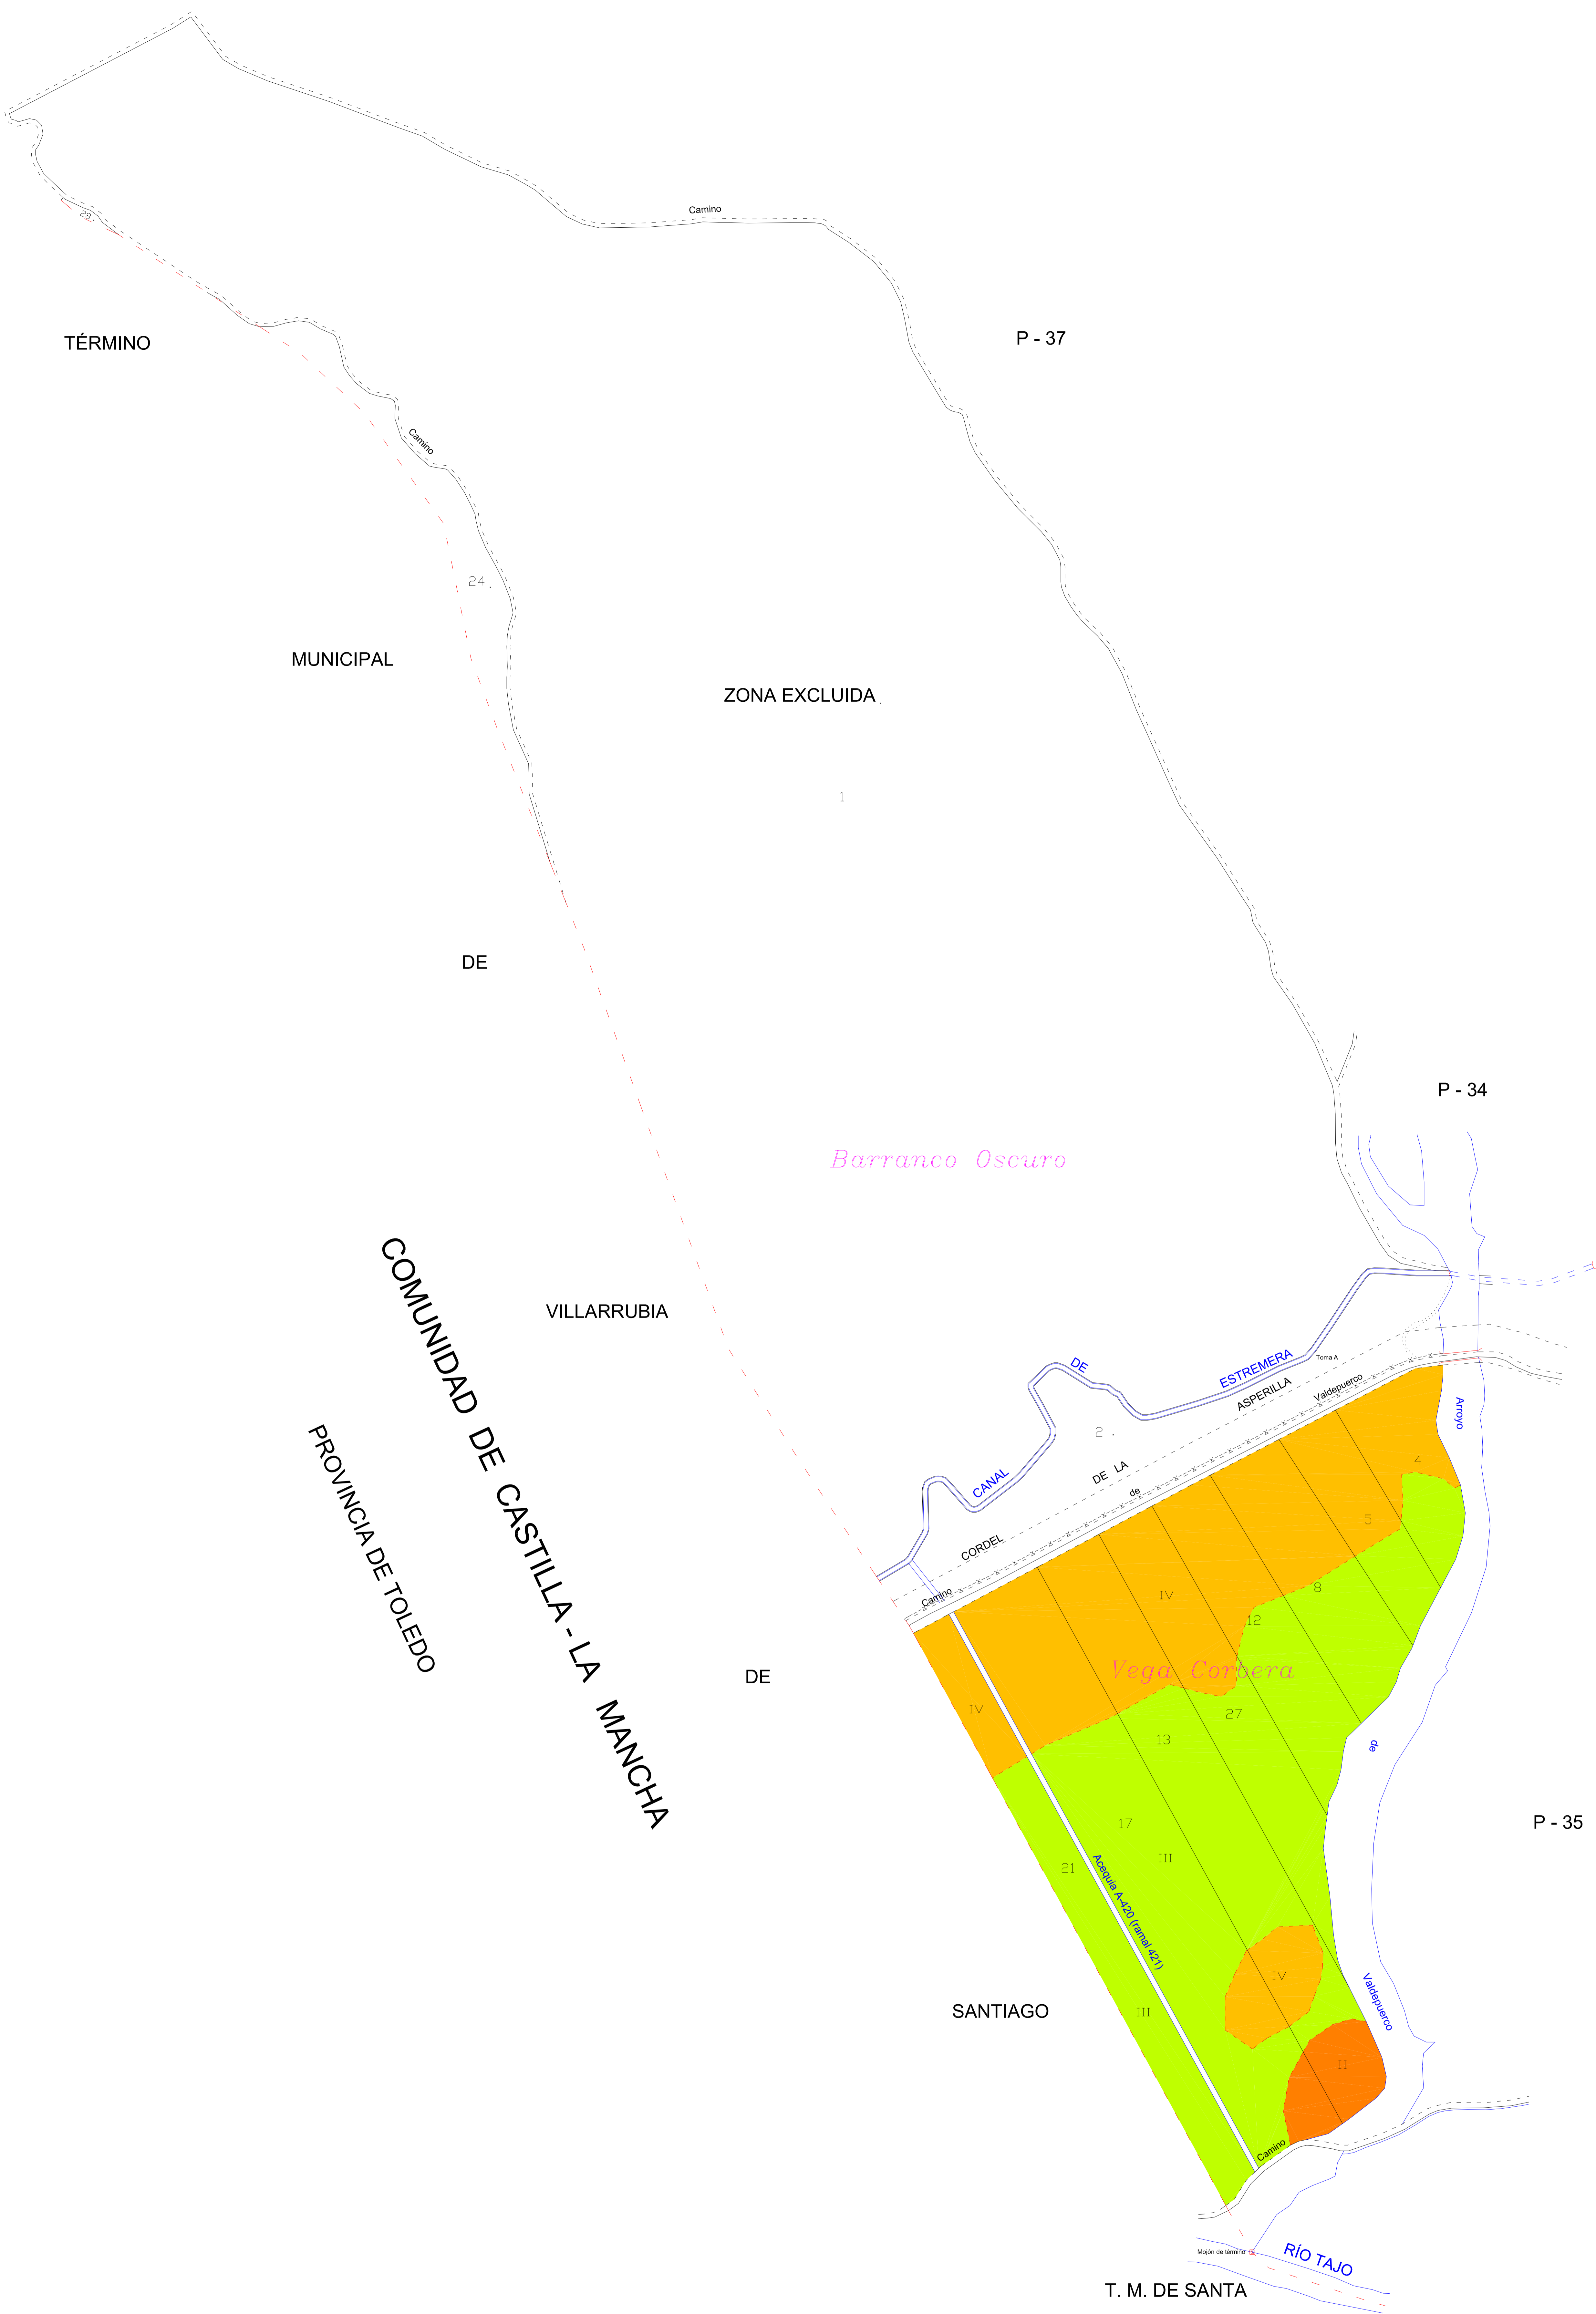 Camino
28.
TÉRMINO
P - 37
Camino
24.
MUNICIPAL
ZONA EXCLUIDA.
1
DE
P - 34
Barranco Oscuro
COMUNIDAD DE CASTILLA - LA MANCHA
VILLARRUBIA
PROVINCIA DE TOLEDO
CANAL DE ESTREMERA
Toma A
CORDEL DE LA ASPERILLA
2 .
Camino de Valdepuerco
Arroyo de Valdepuerco
4
5
8
12
IV
Vega Corbera
DE
IV
27
13
17
III
21
P - 35
Acequia A-420 (ramal 421)
IV
III
SANTIAGO
II
Camino
Mojón de término
RÍO TAJO
T. M. DE SANTA